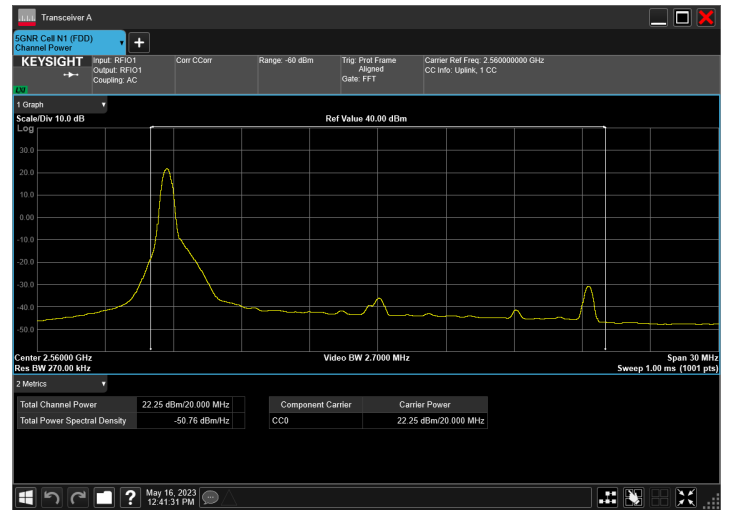 Transceiver A
5GNR Cell N1 (FDD)
Channel Power
KEYSIGHT
Input: RFIO1
Output: RFIO1
Coupling: AC
Corr CCorr
Range: -60 dBm
Trig: Prot Frame
Aligned
Gate: FFT
Carrier Ref Freq: 2.560000000 GHz
CC Info: Uplink, 1 CC
LXI
1 Graph
Scale/Div 10.0 dB
Ref Value 40.00 dBm
Log
30.0
20.0
10.0
0.00
-10.0
-20.0
-30.0
-40.0
-50.0
Center 2.56000 GHz
Video BW 2.7000 MHz
Span 30 MHz
Res BW 270.00 kHz
Sweep 1.00 ms (1001 pts)
2 Metrics
Total Channel Power 22.25 dBm/20.000 MHz
Total Power Spectral Density -50.76 dBm/Hz
Component Carrier Carrier Power
CC0 22.25 dBm/20.000 MHz
?
May 16, 2023
12:41:31 PM